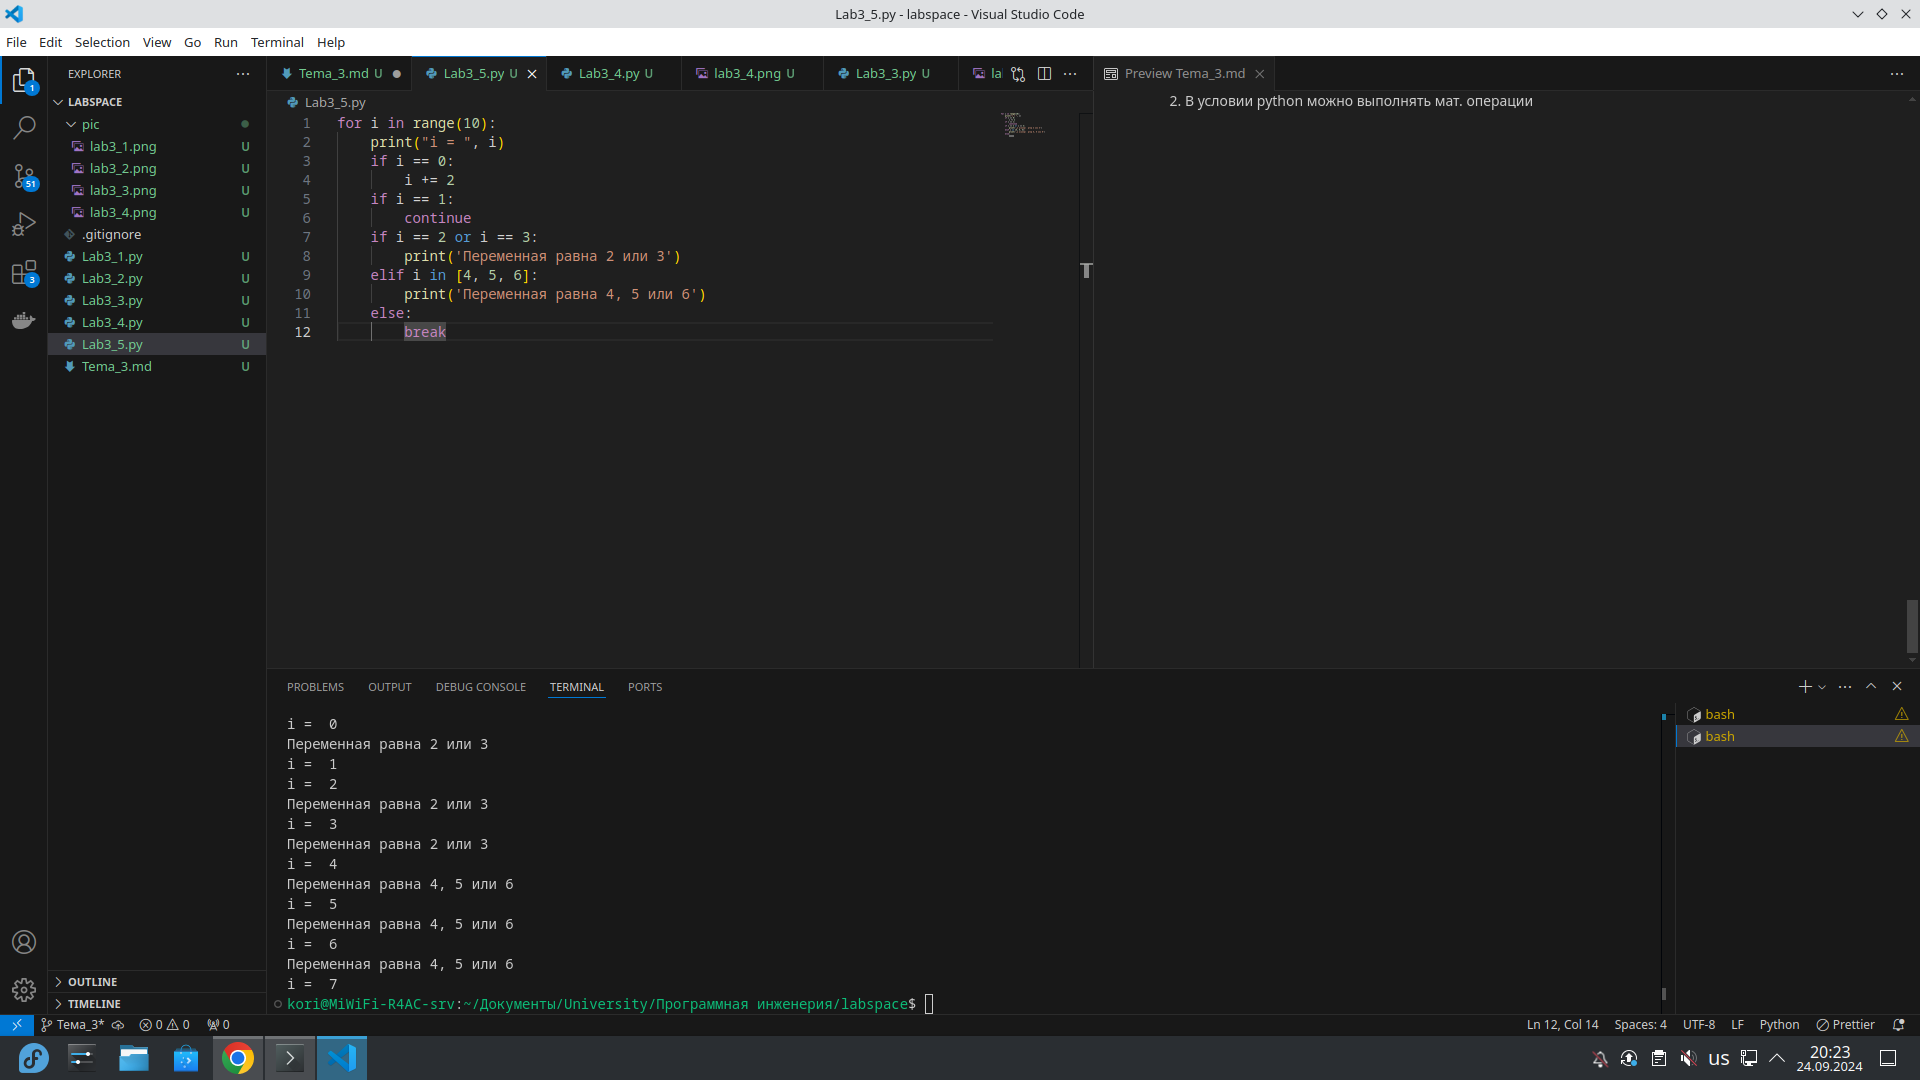 Lab3_5.py - labspace - Visual Studio Code
File Edit Selection View Go Run Terminal Help
EXPLORER
LABSPACE
pic
lab3_1.png U
lab3_2.png U
lab3_3.png U
lab3_4.png U
.gitignore
Lab3_1.py U
Lab3_2.py U
Lab3_3.py U
Lab3_4.py U
Lab3_5.py U
Tema_3.md U
OUTLINE
TIMELINE
1
51
3
Tema_3.md U Lab3_5.py U Lab3_4.py U lab3_4.png U Lab3_3.py U la
Lab3_5.py
1 for i in range(10):
2 print("i = ", i)
3 if i == 0:
4 i += 2
5 if i == 1:
6 continue
7 if i == 2 or i == 3:
8 print('Переменная равна 2 или 3')
9 elif i in [4, 5, 6]:
10 print('Переменная равна 4, 5 или 6')
11 else:
12 break
Preview Tema_3.md
2. В условии python можно выполнять мат. операции
PROBLEMS OUTPUT DEBUG CONSOLE TERMINAL PORTS
i =  0
Переменная равна 2 или 3
i =  1
i =  2
Переменная равна 2 или 3
i =  3
Переменная равна 2 или 3
i =  4
Переменная равна 4, 5 или 6
i =  5
Переменная равна 4, 5 или 6
i =  6
Переменная равна 4, 5 или 6
i =  7
kori@MiWiFi-R4AC-srv:~/Документы/University/Программная инженерия/labspace$
bash
bash
Тема_3* 0 0 0 Ln 12, Col 14 Spaces: 4 UTF-8 LF Python Prettier
us 20:23
24.09.2024